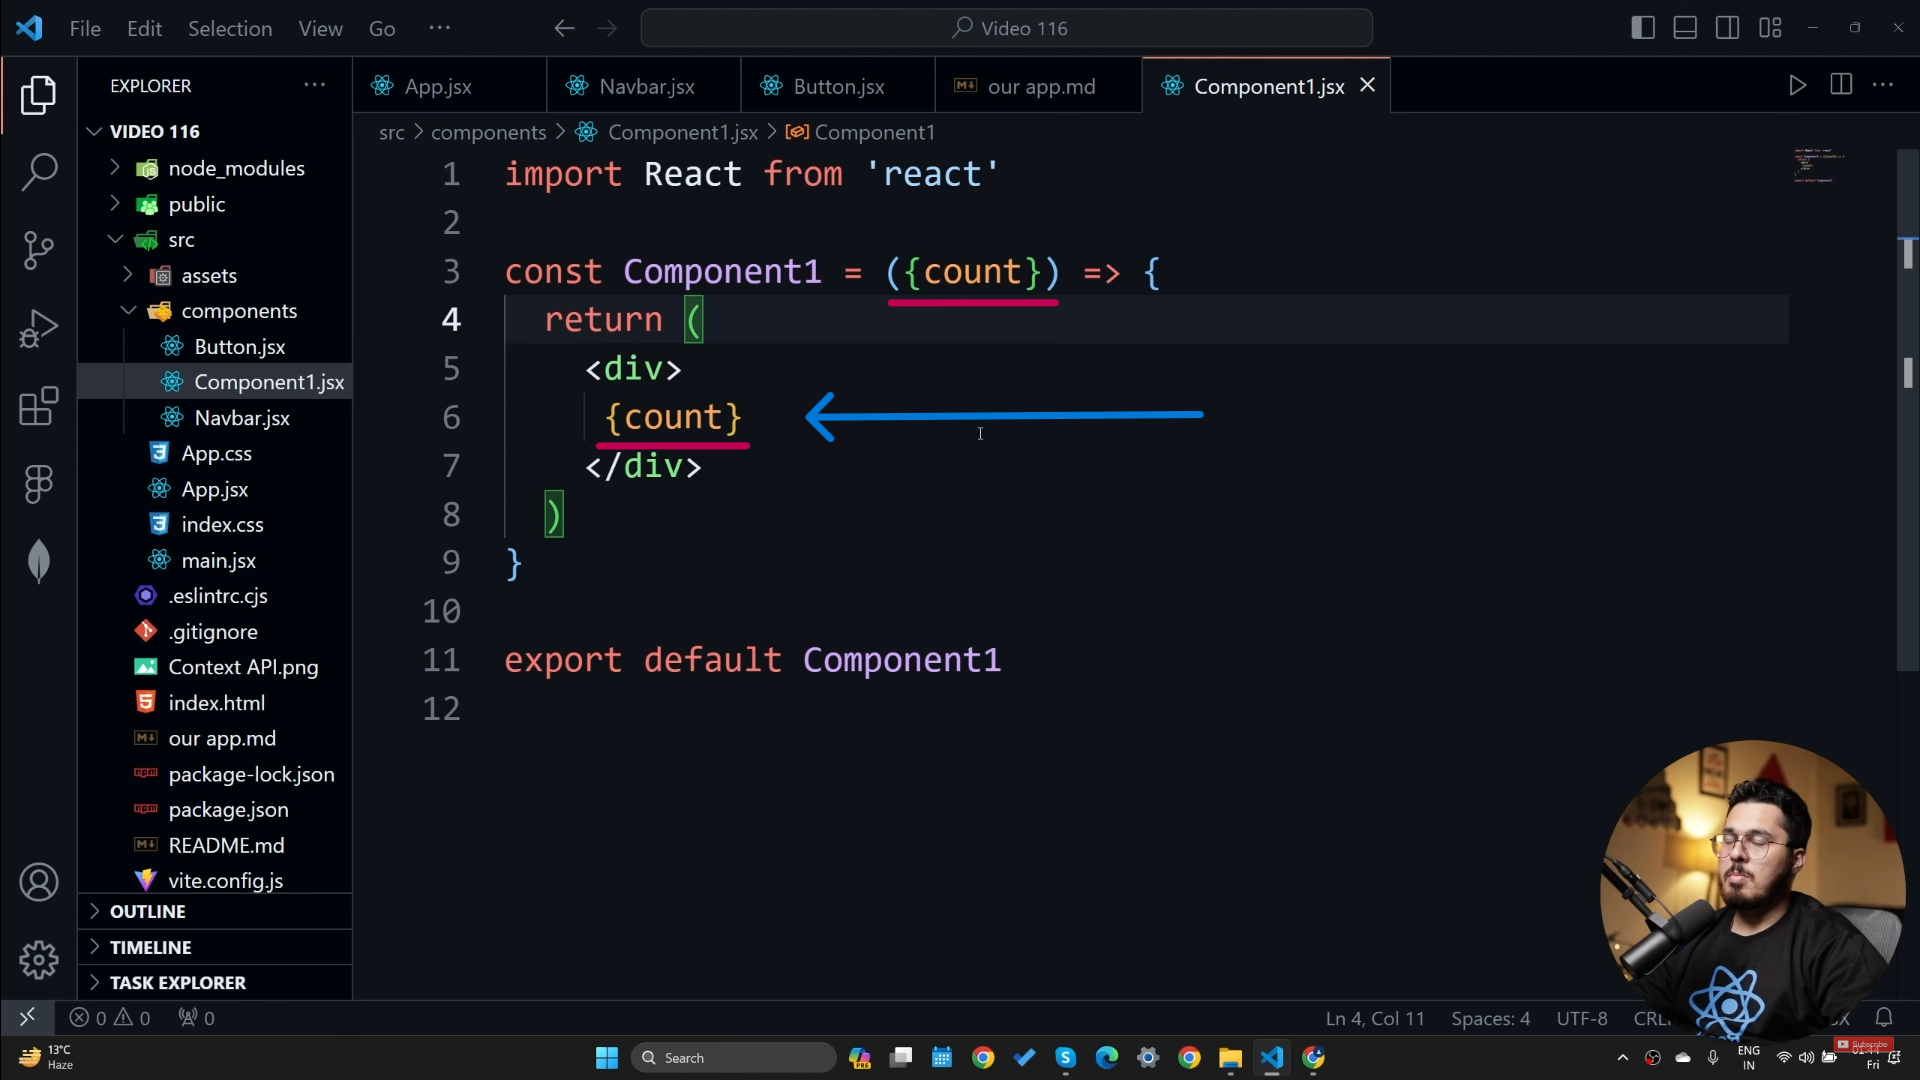 File Edit Selection View Go ··· Video 116
EXPLORER ···
App.jsx Navbar.jsx Button.jsx our app.md Component1.jsx
src > components > Component1.jsx > Component1
VIDEO 116
node_modules
public
src
assets
components
Button.jsx
Component1.jsx
Navbar.jsx
App.css
App.jsx
index.css
main.jsx
.eslintrc.cjs
.gitignore
Context API.png
index.html
our app.md
package-lock.json
package.json
README.md
vite.config.js
OUTLINE
TIMELINE
TASK EXPLORER
1 import React from 'react'
2
3 const Component1 = ({count}) => {
4 return (
5 <div>
6 {count}
7 </div>
8 )
9 }
10
11 export default Component1
12
0 0 0 Ln 4, Col 11 Spaces: 4 UTF-8
13°C
Haze
Search
PRE
ENG
IN
Subscribe
Fri